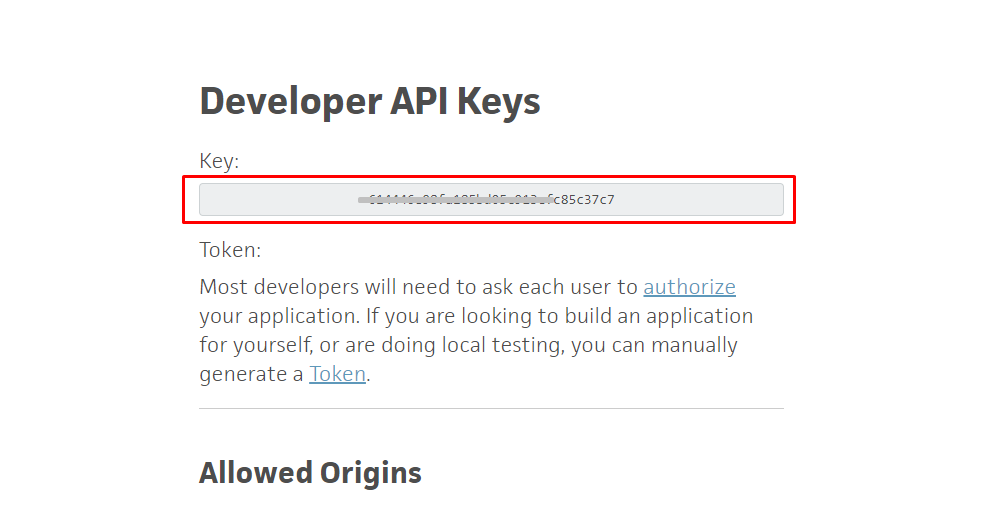 Developer API Keys
Key:
c85c37c7
Token:
Most developers will need to ask each user to authorize
your application. If you are looking to build an application
for yourself, or are doing local testing, you can manually
generate a Token.
Allowed Origins